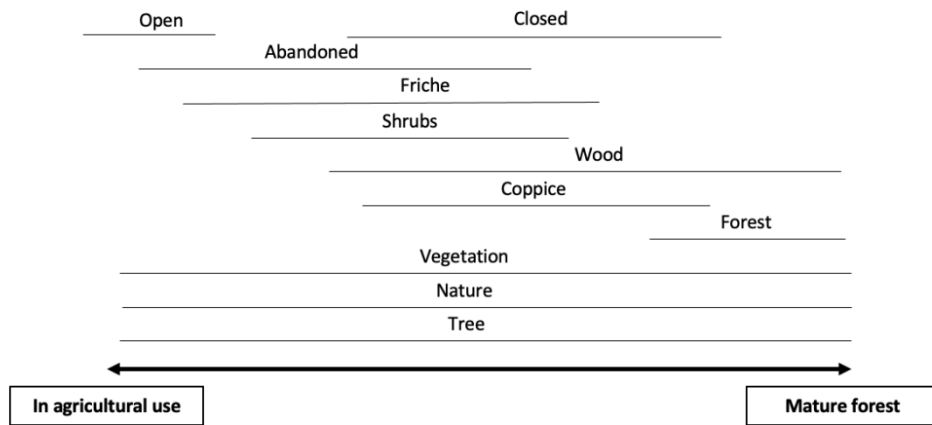 Open
Closed
Abandoned
Friche
Shrubs
Wood
Coppice
Forest
Vegetation
Nature
Tree
In agricultural use
Mature forest